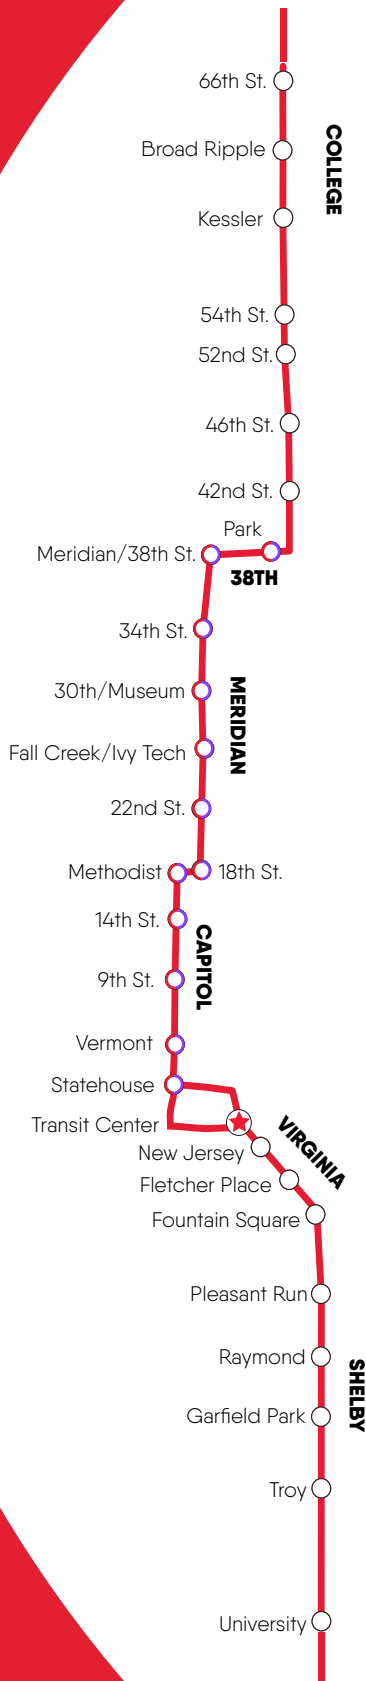 66th St.
COLLEGE
Broad Ripple
Kessler
54th St.
52nd St.
46th St.
42nd St.
Park
Meridian/38th St.
38TH
34th St.
MERIDIAN
30th/Museum
Fall Creek/Ivy Tech
22nd St.
Methodist
18th St.
14th St.
CAPITOL
9th St.
Vermont
Statehouse
Transit Center
VIRGINIA
New Jersey
Fletcher Place
Fountain Square
Pleasant Run
Raymond
SHELBY
Garfield Park
Troy
University